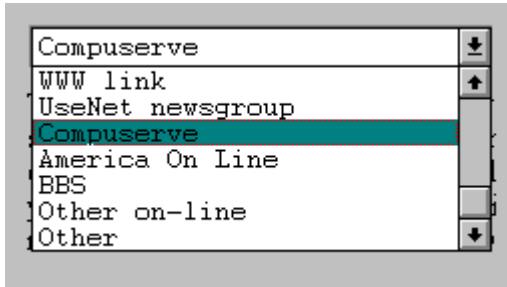 Compuserve
WWW link
UseNet newsgroup
Compuserve
America On Line
BBS
Other on-line
Other